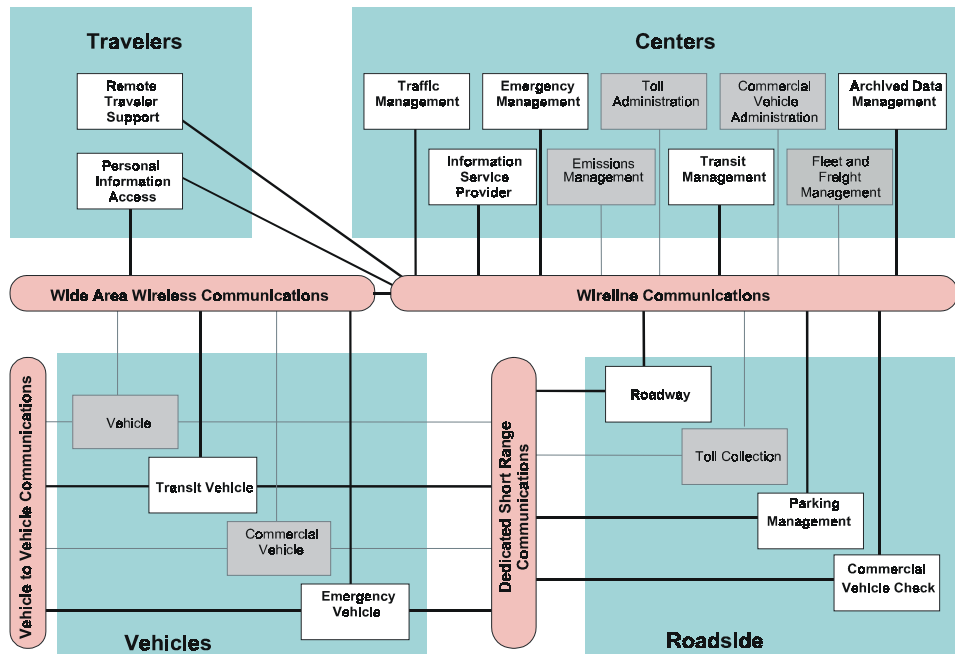 Travelers
Remote
Traveler
Support
Personal
Information
Access
Centers
Traffic
Management
Emergency
Management
Toll
Administration
Commercial
Vehicle
Administration
Archived Data
Management
Information
Service
Provider
Emissions
Management
Transit
Management
Fleet and
Freight
Management
Wide Area Wireless Communications
Wireline Communications
Vehicle to Vehicle Communications
Vehicle
Transit Vehicle
Commercial
Vehicle
Emergency
Vehicle
Vehicles
Dedicated Short Range
Communications
Roadway
Toll Collection
Parking
Management
Commercial
Vehicle Check
Roadside